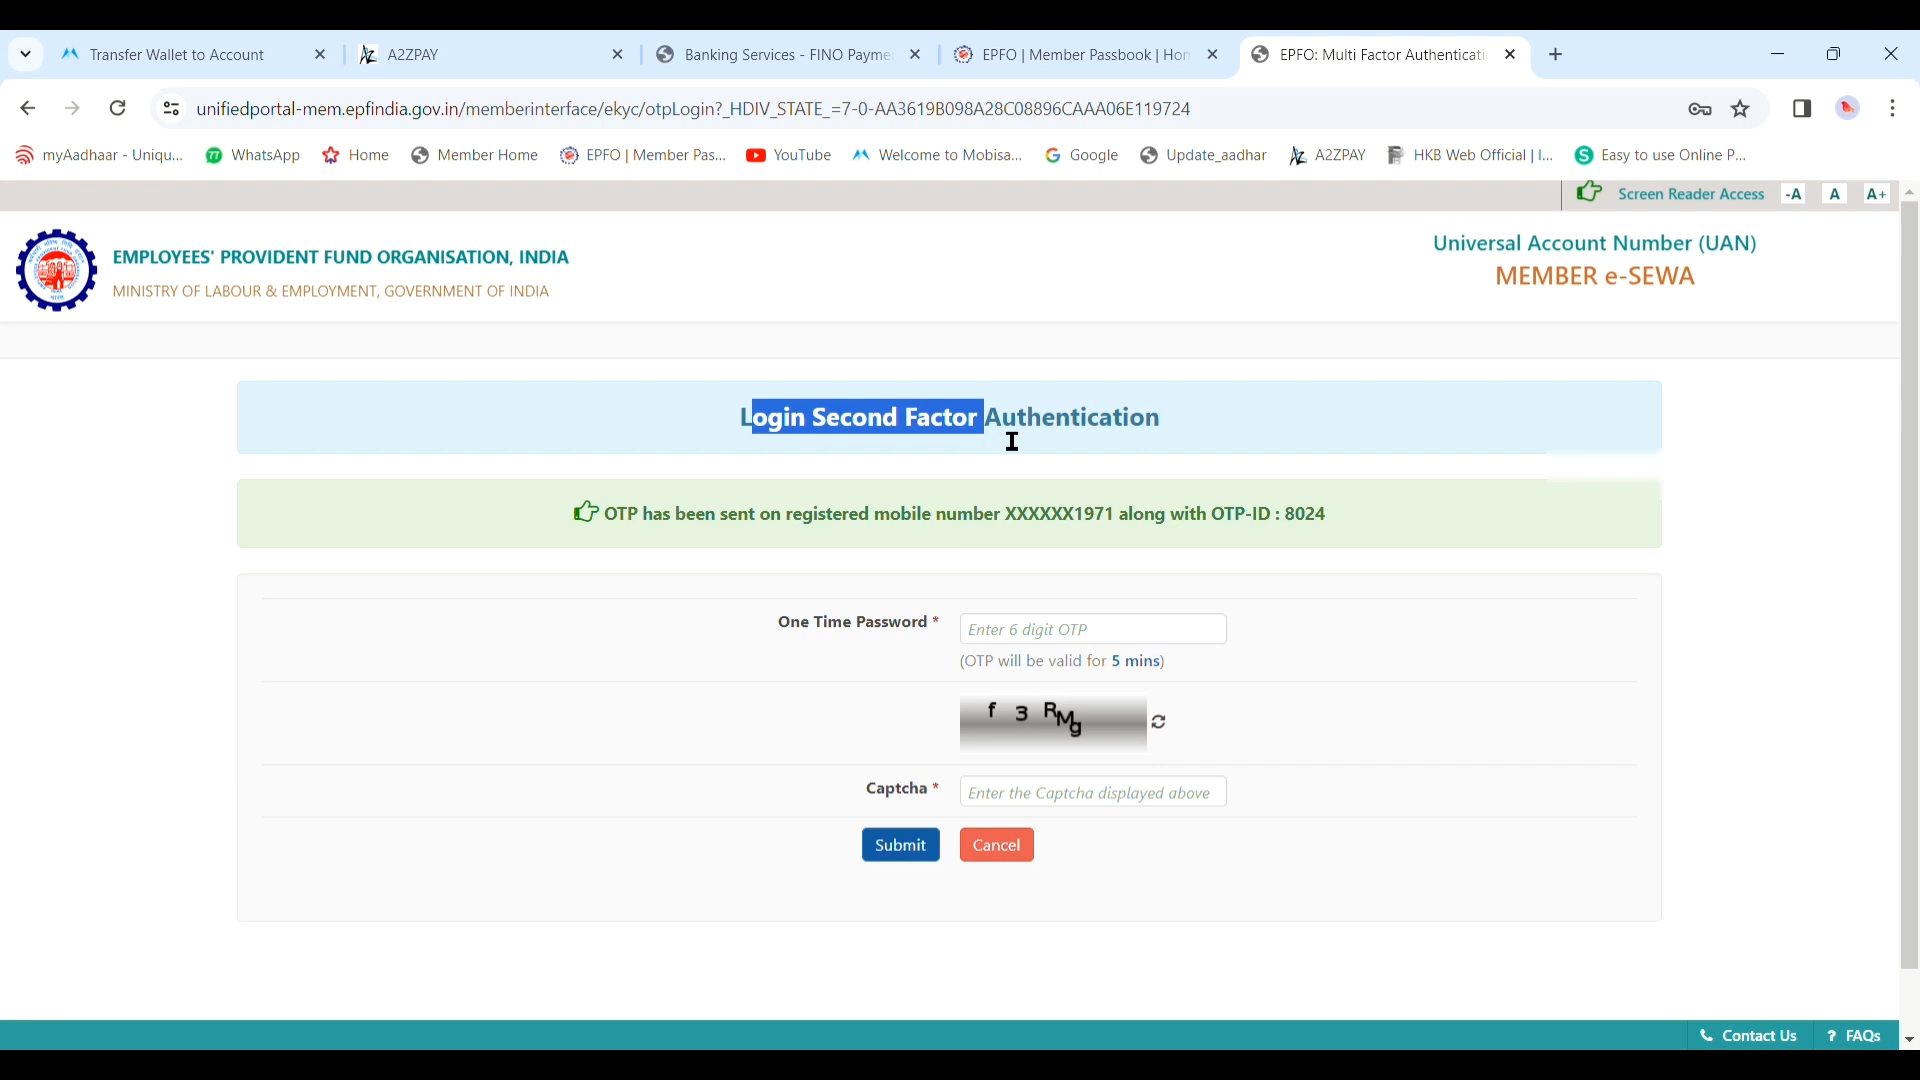 Transfer Wallet to Account
A2ZPAY
Banking Services - FINO Payme
EPFO | Member Passbook | Hon
EPFO: Multi Factor Authenticati
unifiedportal-mem.epfindia.gov.in/memberinterface/ekyc/otpLogin?_HDIV_STATE_=7-0-AA3619B098A28C08896CAAA06E119724
myAadhaar - Uniqu...
77
WhatsApp
Home
Member Home
EPFO | Member Pas...
YouTube
Welcome to Mobisa...
Google
Update_aadhar
A2ZPAY
HKB Web Official | I...
Easy to use Online P...
Screen Reader Access
-A
A
A+
EMPLOYEES' PROVIDENT FUND ORGANISATION, INDIA
MINISTRY OF LABOUR & EMPLOYMENT, GOVERNMENT OF INDIA
Universal Account Number (UAN)
MEMBER e-SEWA
Login Second Factor Authentication
OTP has been sent on registered mobile number XXXXXX1971 along with OTP-ID : 8024
One Time Password *
Enter 6 digit OTP
(OTP will be valid for 5 mins)
f 3 R M g
Captcha *
Enter the Captcha displayed above
Submit
Cancel
Contact Us
? FAQs